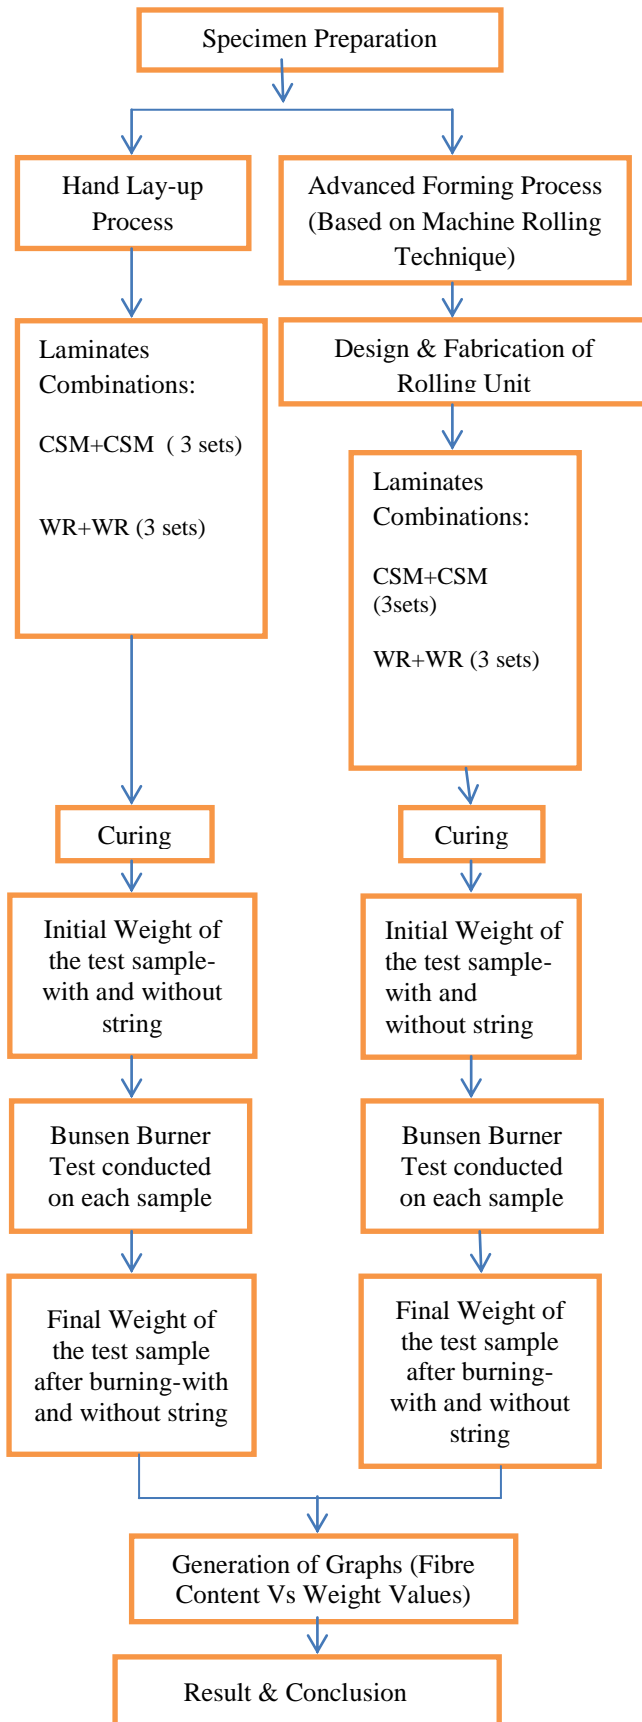 Specimen Preparation
Hand Lay-up
Process
Advanced Forming Process
(Based on Machine Rolling
Technique)
Design & Fabrication of
Rolling Unit
Laminates
Combinations:
CSM+CSM ( 3 sets)
WR+WR (3 sets)
Laminates
Combinations:
CSM+CSM
(3sets)
WR+WR (3 sets)
Curing
Curing
Initial Weight of
the test sample-
with and without
string
Initial Weight of
the test sample-
with and
without string
Bunsen Burner
Test conducted
on each sample
Bunsen Burner
Test conducted
on each sample
Final Weight of
the test sample
after burning-with
and without string
Final Weight of
the test sample
after burning-
with and without
string
Generation of Graphs (Fibre
Content Vs Weight Values)
Result & Conclusion